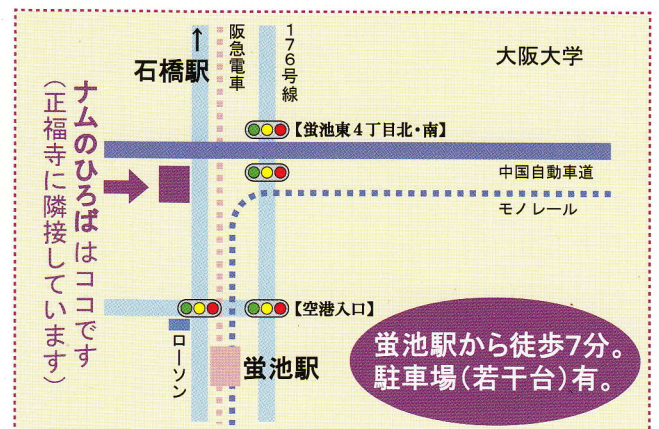 ↑
石橋駅
阪急電車
176号線
大阪大学
【蛍池東4丁目北・南】
中国自動車道
モノレール
ナムのひろばはココです
(正福寺に隣接しています)
【空港入口】
ローソン
蛍池駅
蛍池駅から徒歩7分。
駐車場(若干台)有。